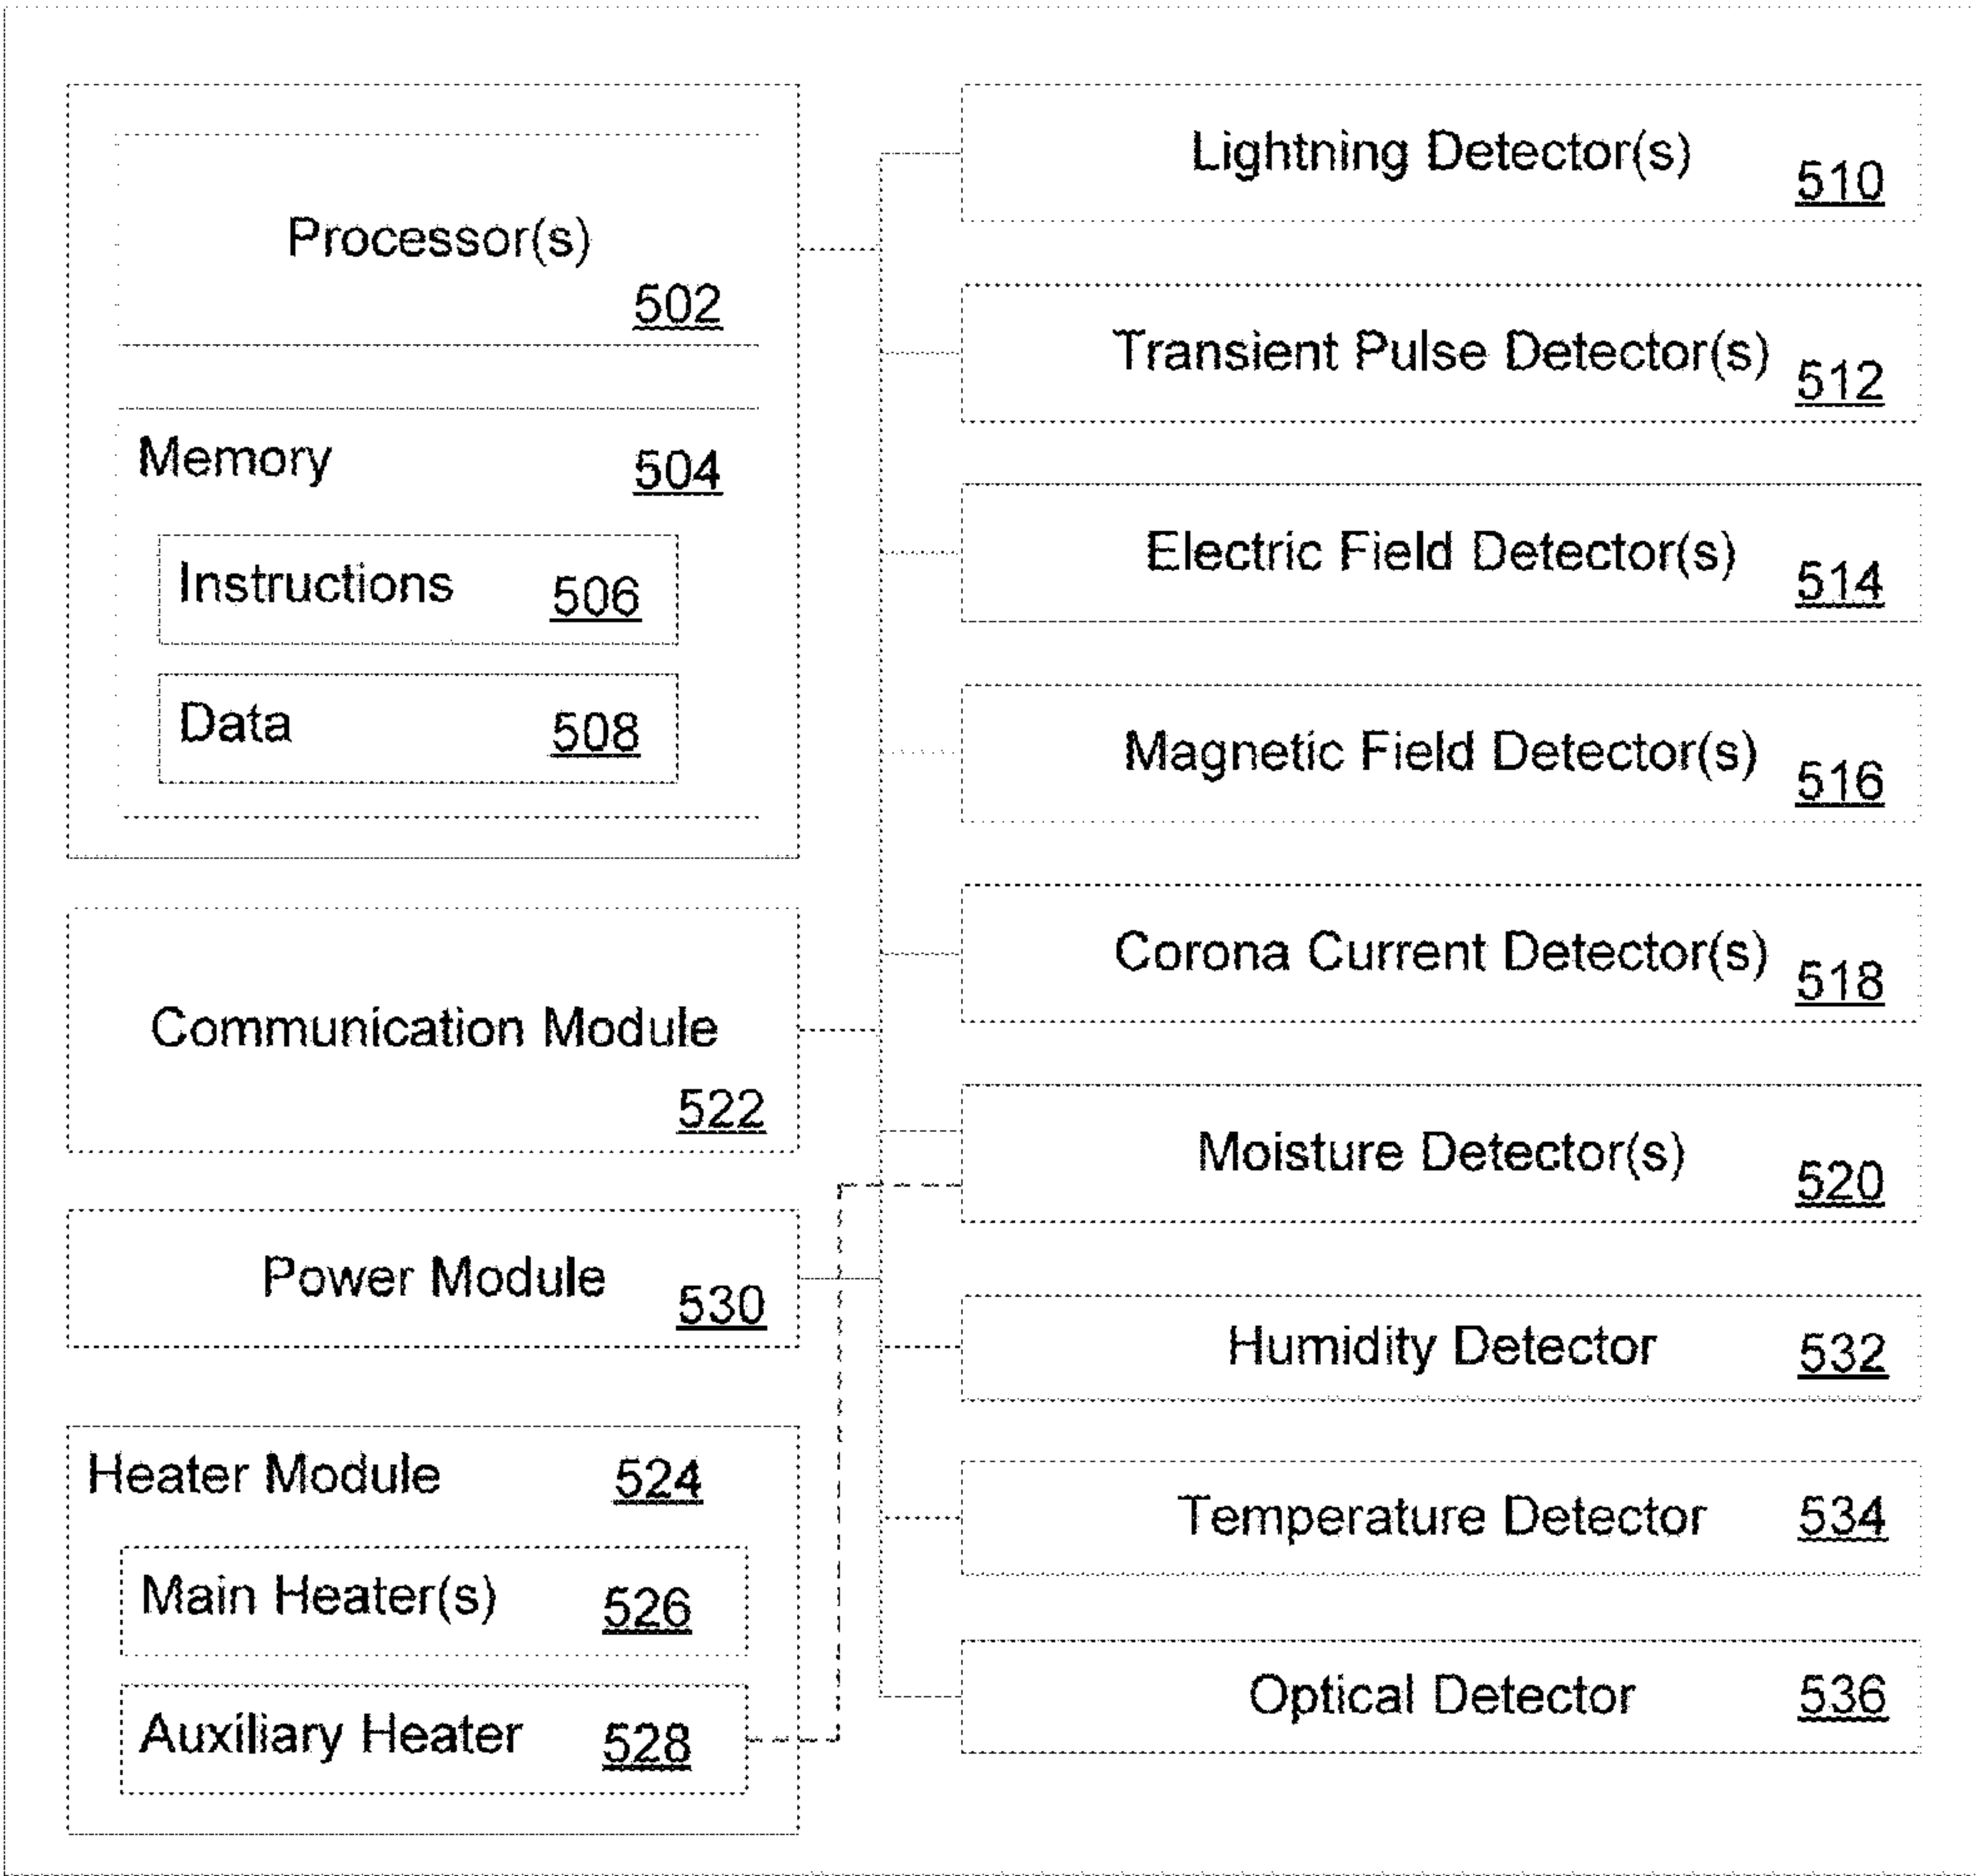 Processor(s)
502
Memory 504
Instructions 506
Data 508
Communication Module
522
Power Module 530
Heater Module 524
Main Heater(s) 526
Auxiliary Heater 528
Lightning Detector(s) 510
Transient Pulse Detector(s) 512
Electric Field Detector(s) 514
Magnetic Field Detector(s) 516
Corona Current Detector(s) 518
Moisture Detector(s) 520
Humidity Detector 532
Temperature Detector 534
Optical Detector 536